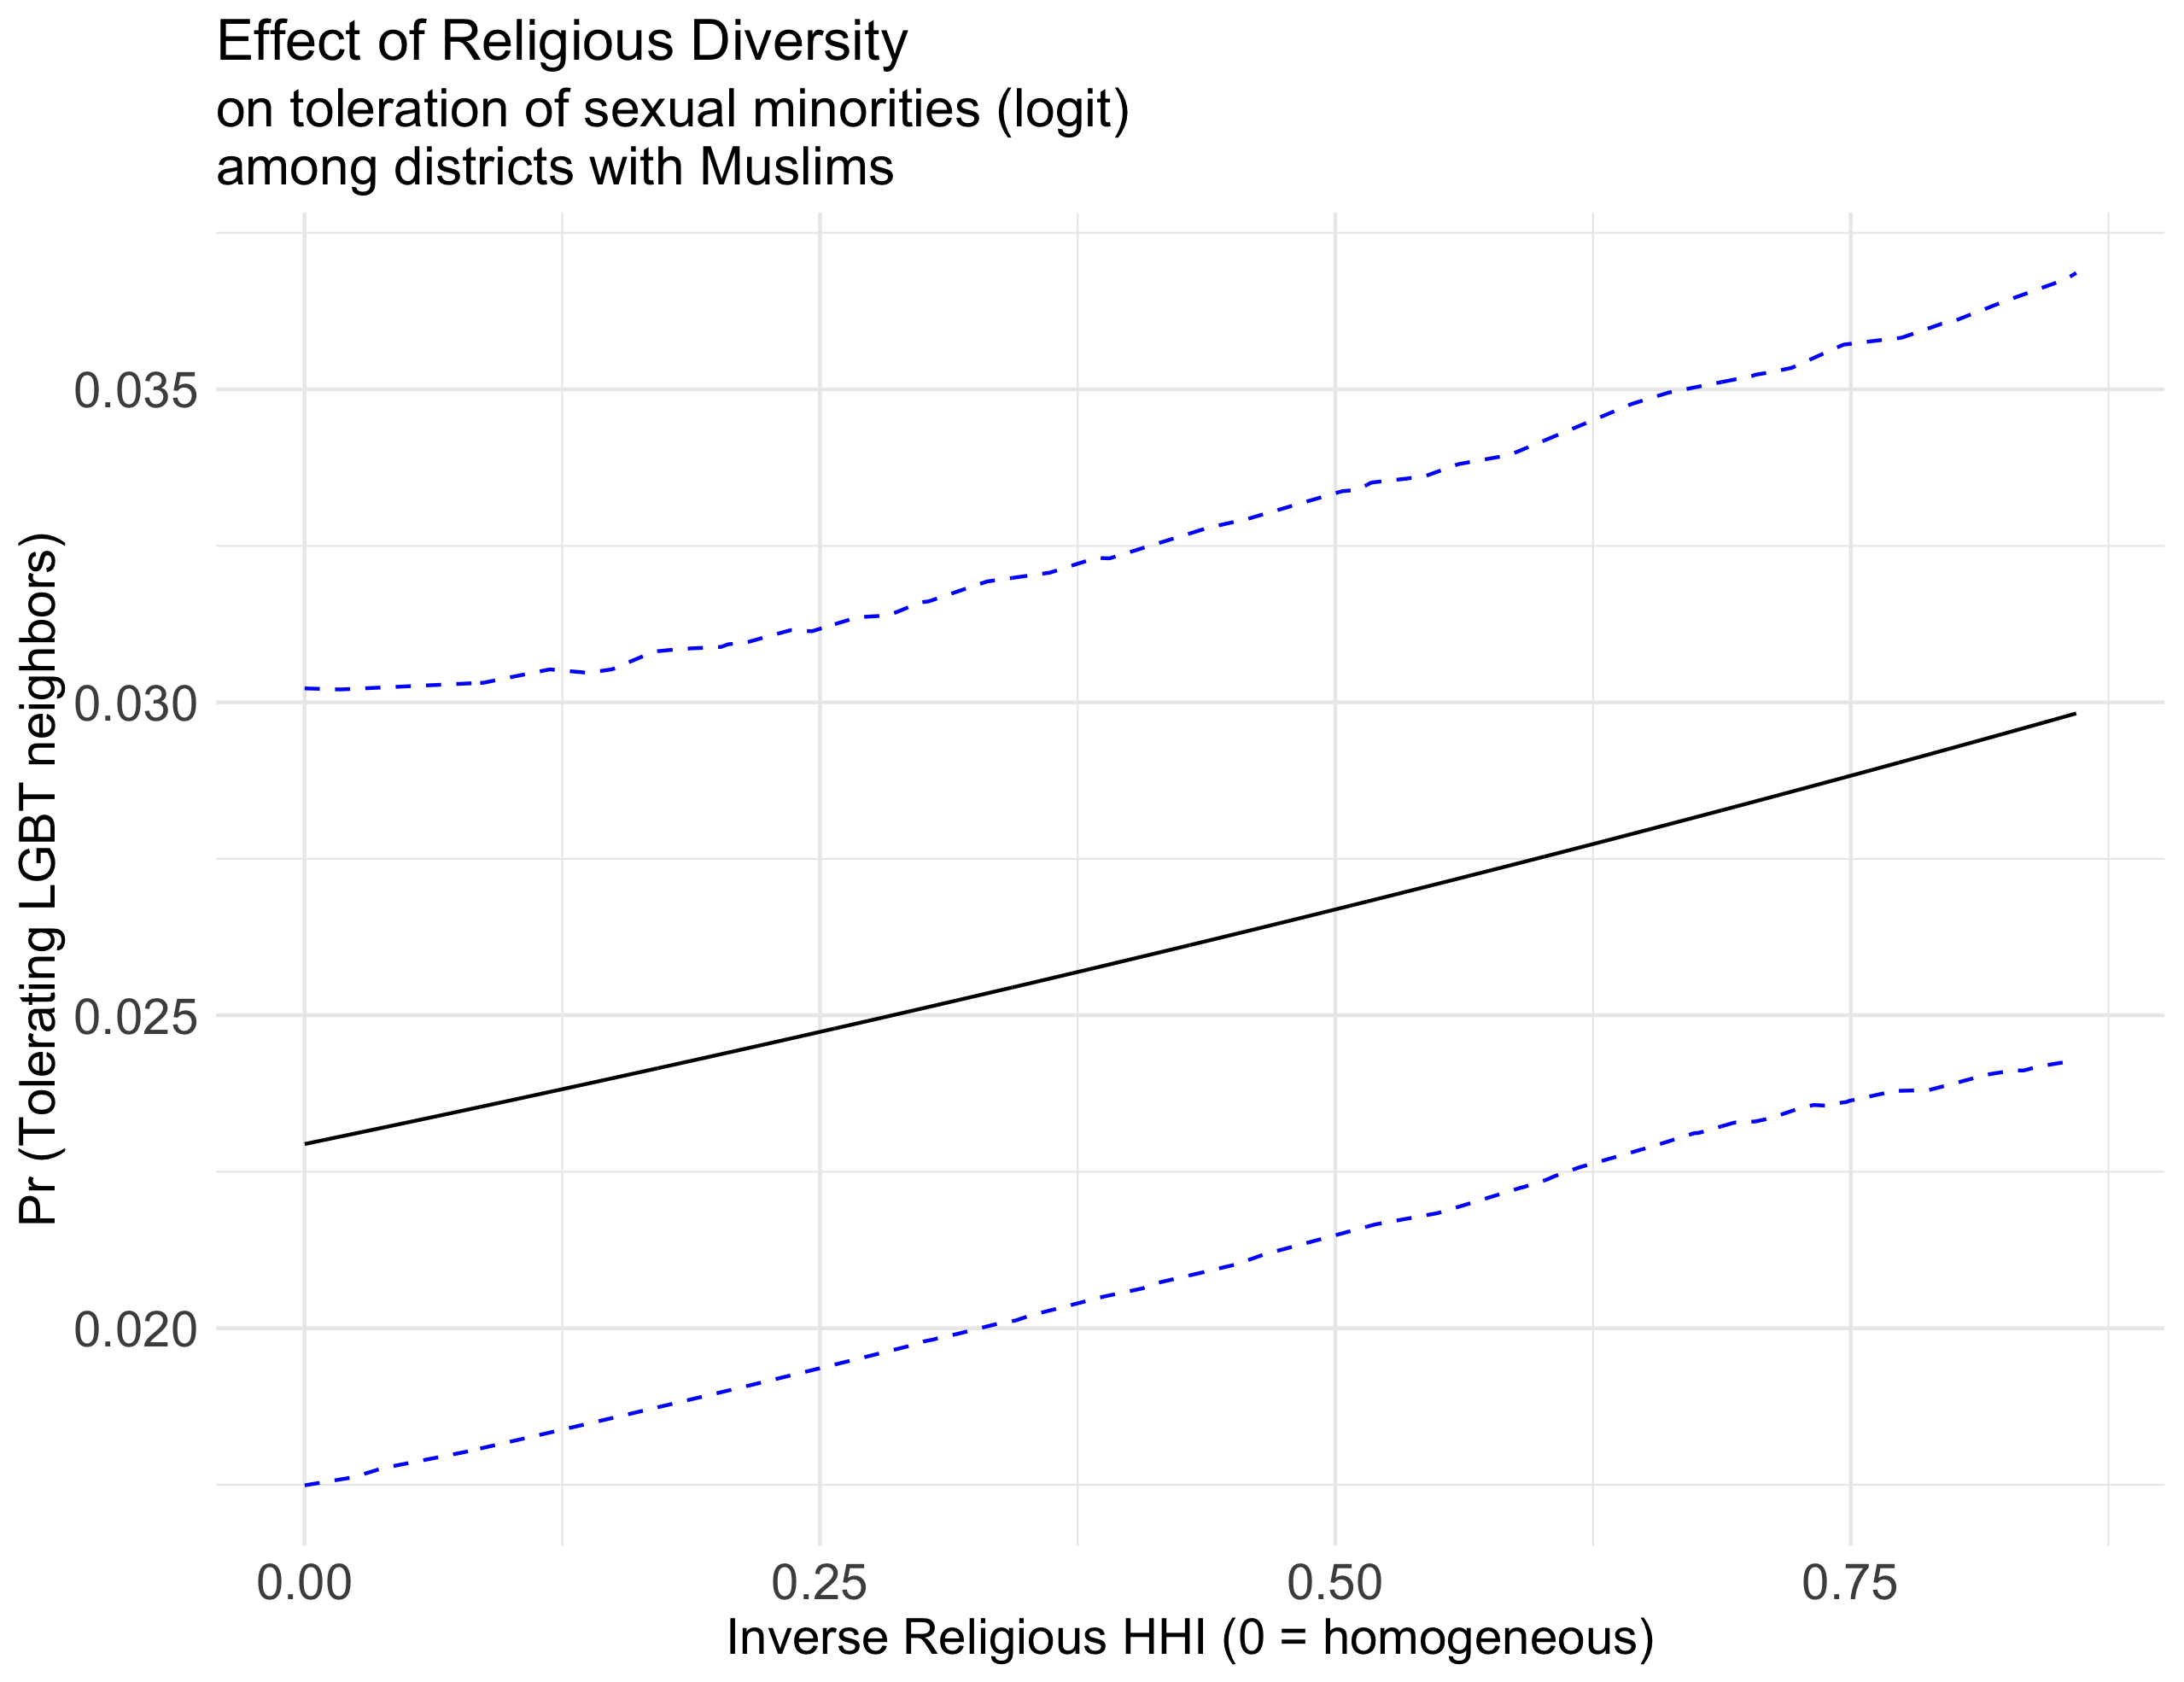 Effect of Religious Diversity
on toleration of sexual minorities (logit)
among districts with Muslims
Pr (Tolerating LGBT neighbors)
0.035
0.030
0.025
0.020
0.00 0.25 0.50 0.75
Inverse Religious HHI (0 = homogeneous)